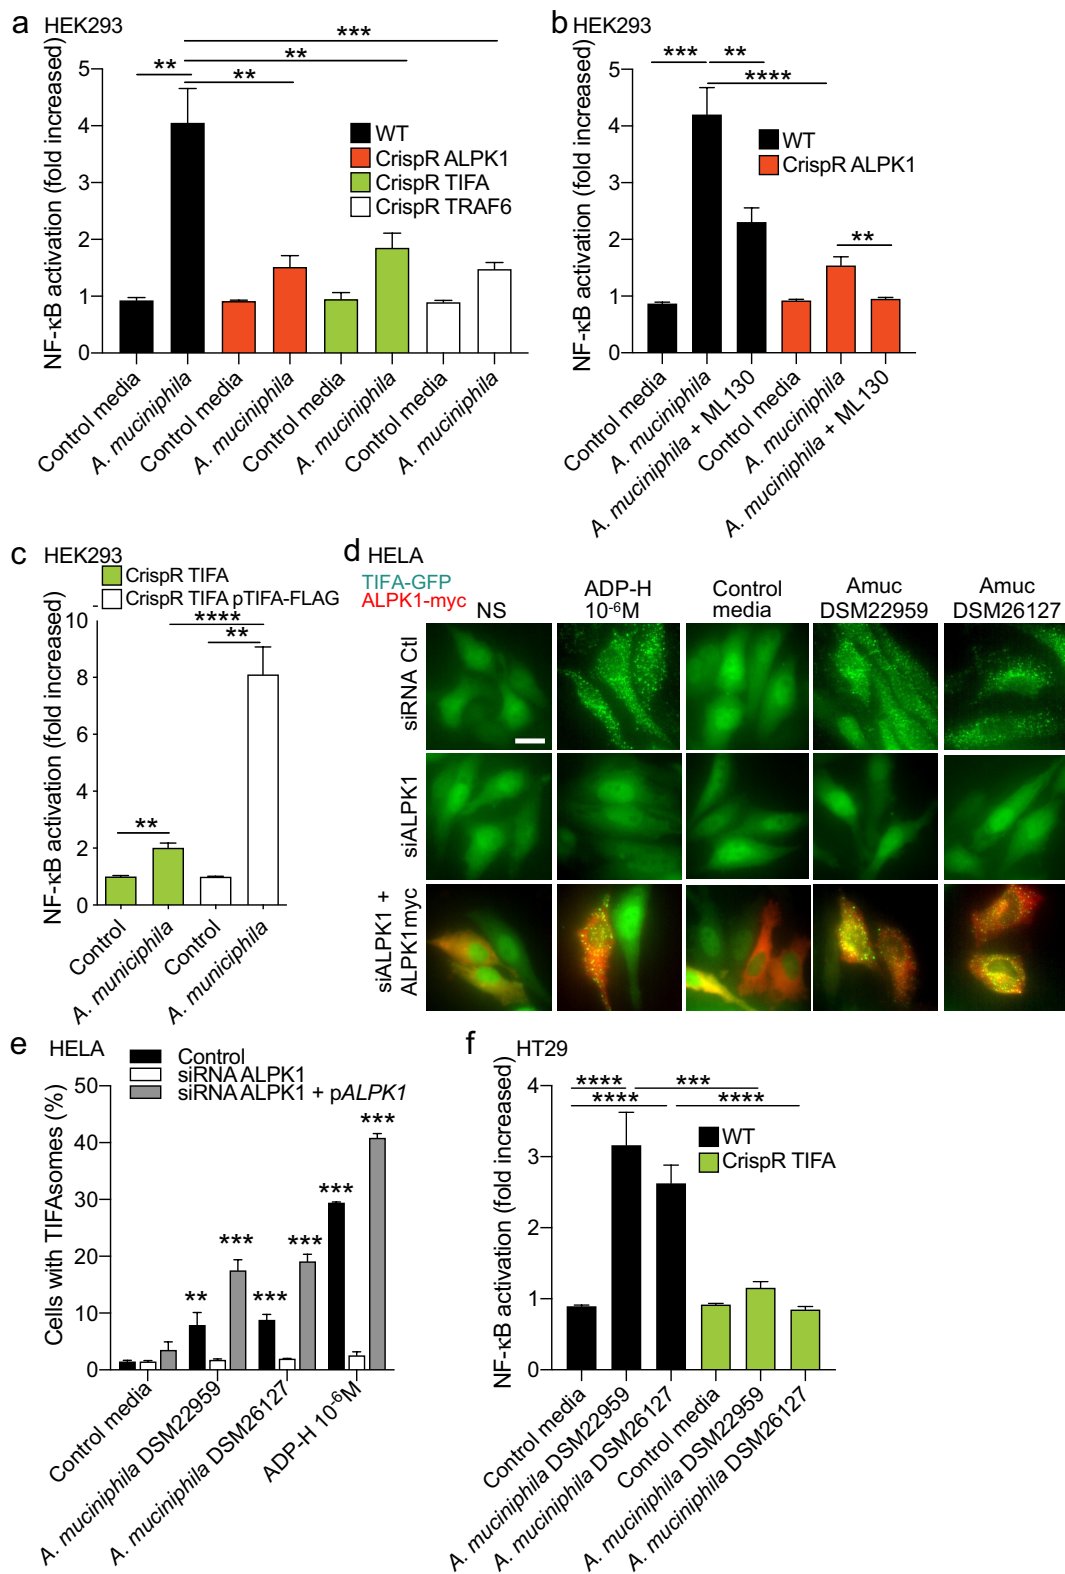 a HEK293
NF-κB activation (fold increased)
5
4
3
2
1
0
**
**
**
***
WT
CrispR ALPK1
CrispR TIFA
CrispR TRAF6
Control media
A. muciniphila
Control media
A. muciniphila
Control media
A. muciniphila
Control media
A. muciniphila
b HEK293
NF-κB activation (fold increased)
5
4
3
2
1
0
*** **
****
**
WT
CrispR ALPK1
Control media
A. muciniphila
A. muciniphila + ML130
Control media
A. muciniphila
A. muciniphila + ML130
c HEK293
CrispR TIFA
CrispR TIFA pTIFA-FLAG
NF-κB activation (fold increased)
10
8
6
4
2
0
****
**
**
Control
A. municiphila
Control
A. municiphila
d HELA
TIFA-GFP
ALPK1-myc
NS
ADP-H
10-6M
Control
media
Amuc
DSM22959
Amuc
DSM26127
siRNA Ctl
siALPK1
siALPK1 +
ALPK1myc
e HELA
Control
siRNA ALPK1
siRNA ALPK1 + pALPK1
Cells with TIFAsomes (%)
50
40
30
20
10
0
**
***
***
***
***
***
Control media
A. muciniphila DSM22959
A. muciniphila DSM26127
ADP-H 10-6M
f HT29
NF-κB activation (fold increased)
4
3
2
1
0
**** ***
**** ****
WT
CrispR TIFA
Control media
A. muciniphila DSM22959
A. muciniphila DSM26127
Control media
A. muciniphila DSM22959
A. muciniphila DSM26127